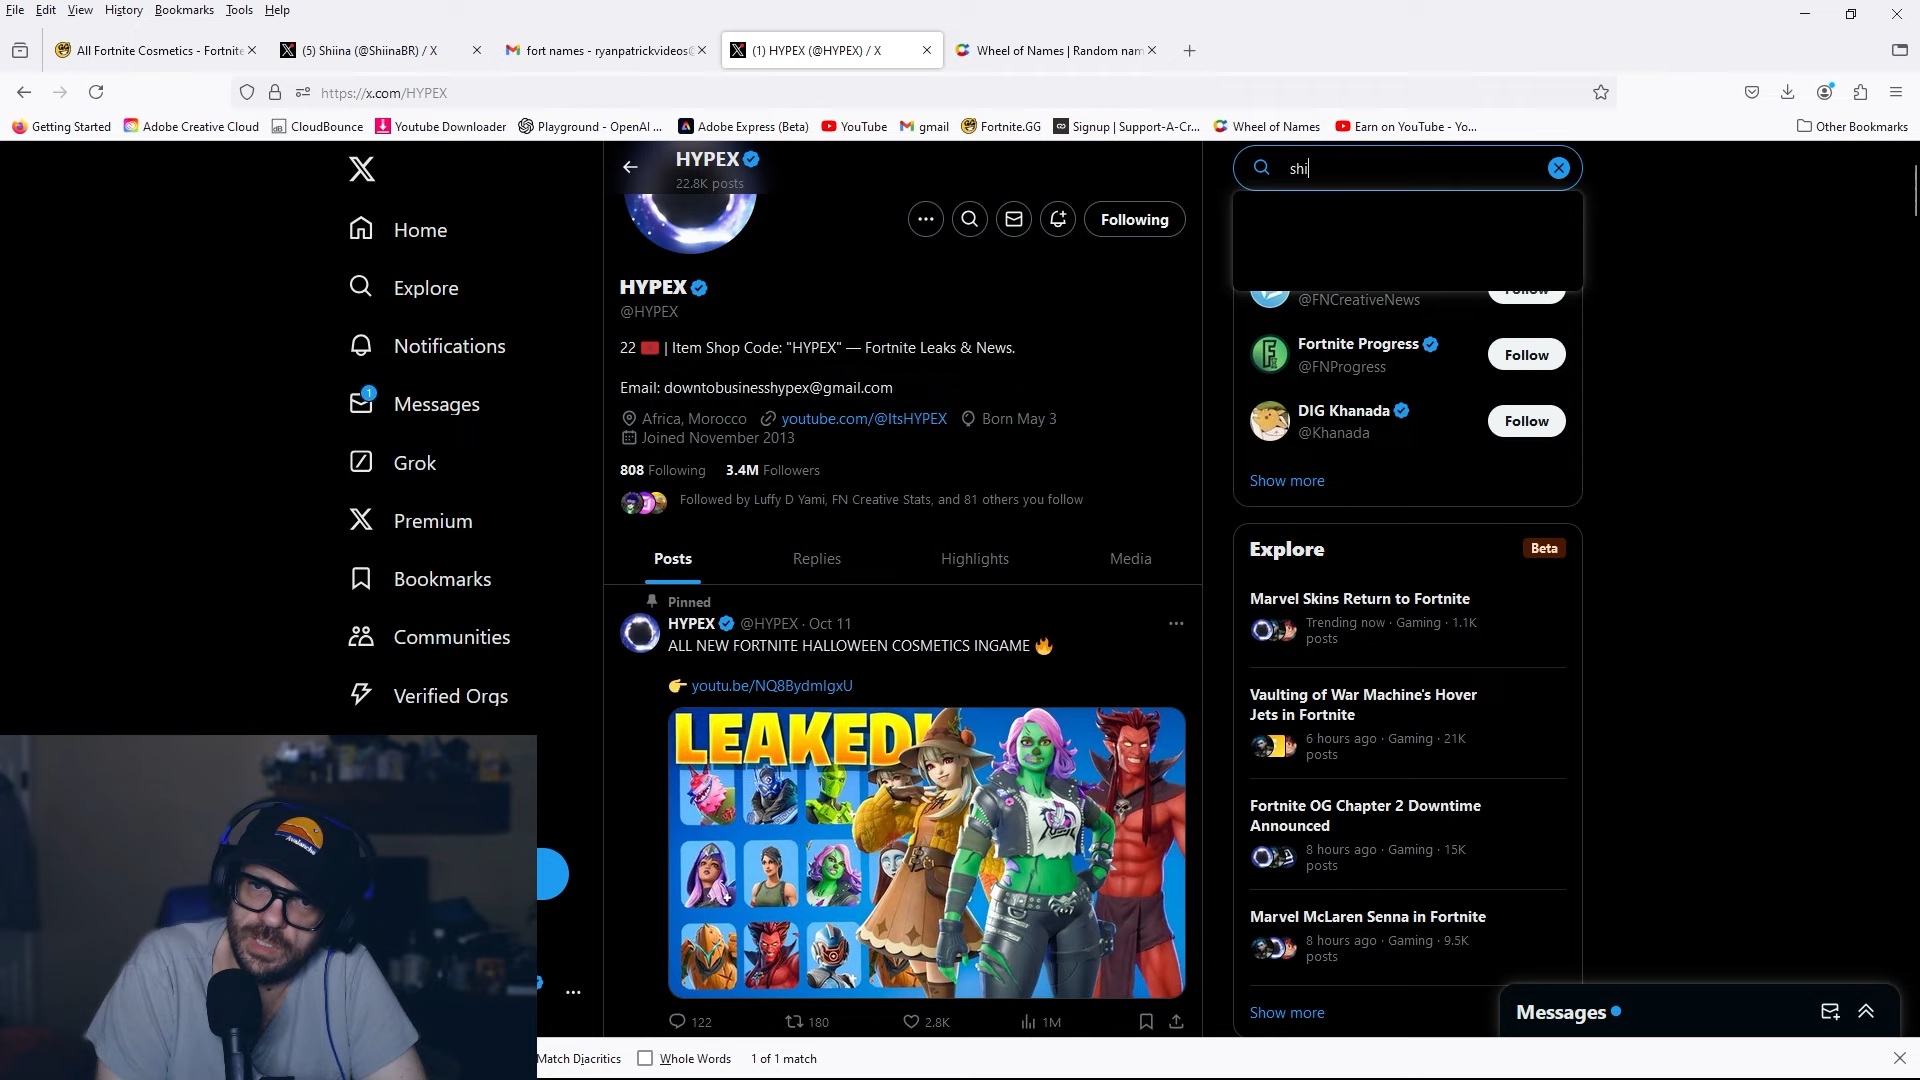 File Edit View History Bookmarks Tools Help
All Fortnite Cosmetics - Fortnite
(5) Shiina (@ShiinaBR) / X
fort names - ryanpatrickvideos@
(1) HYPEX (@HYPEX) / X
Wheel of Names | Random nam
https://x.com/HYPEX
Getting Started
Adobe Creative Cloud
CloudBounce
Youtube Downloader
Playground - OpenAI ...
Adobe Express (Beta)
YouTube
gmail
Fortnite.GG
Signup | Support-A-Cr...
Wheel of Names
Earn on YouTube - Yo...
Other Bookmarks
Home
Explore
Notifications
1
Messages
Grok
Premium
Bookmarks
Communities
Verified Orgs
HYPEX
22.8K posts
Following
HYPEX
@HYPEX
22 | Item Shop Code: "HYPEX" — Fortnite Leaks & News.
Email: downtobusinesshypex@gmail.com
Africa, Morocco youtube.com/@ItsHYPEX Born May 3
Joined November 2013
808 Following 3.4M Followers
Followed by Luffy D Yami, FN Creative Stats, and 81 others you follow
Posts Replies Highlights Media
Pinned
HYPEX @HYPEX · Oct 11
ALL NEW FORTNITE HALLOWEEN COSMETICS INGAME 🔥
👉 youtu.be/NQ8BydmIgxU
LEAKED!
122 180 2.8K 1M
shi
@FNCreativeNews
Follow
Fortnite Progress
@FNProgress
Follow
DIG Khanada
@Khanada
Follow
Show more
Explore
Beta
Marvel Skins Return to Fortnite
Trending now · Gaming · 1.1K
posts
Vaulting of War Machine's Hover
Jets in Fortnite
6 hours ago · Gaming · 21K
posts
Fortnite OG Chapter 2 Downtime
Announced
8 hours ago · Gaming · 15K
posts
Marvel McLaren Senna in Fortnite
8 hours ago · Gaming · 9.5K
posts
Show more
Messages
Avalanche
Match Diacritics
Whole Words
1 of 1 match